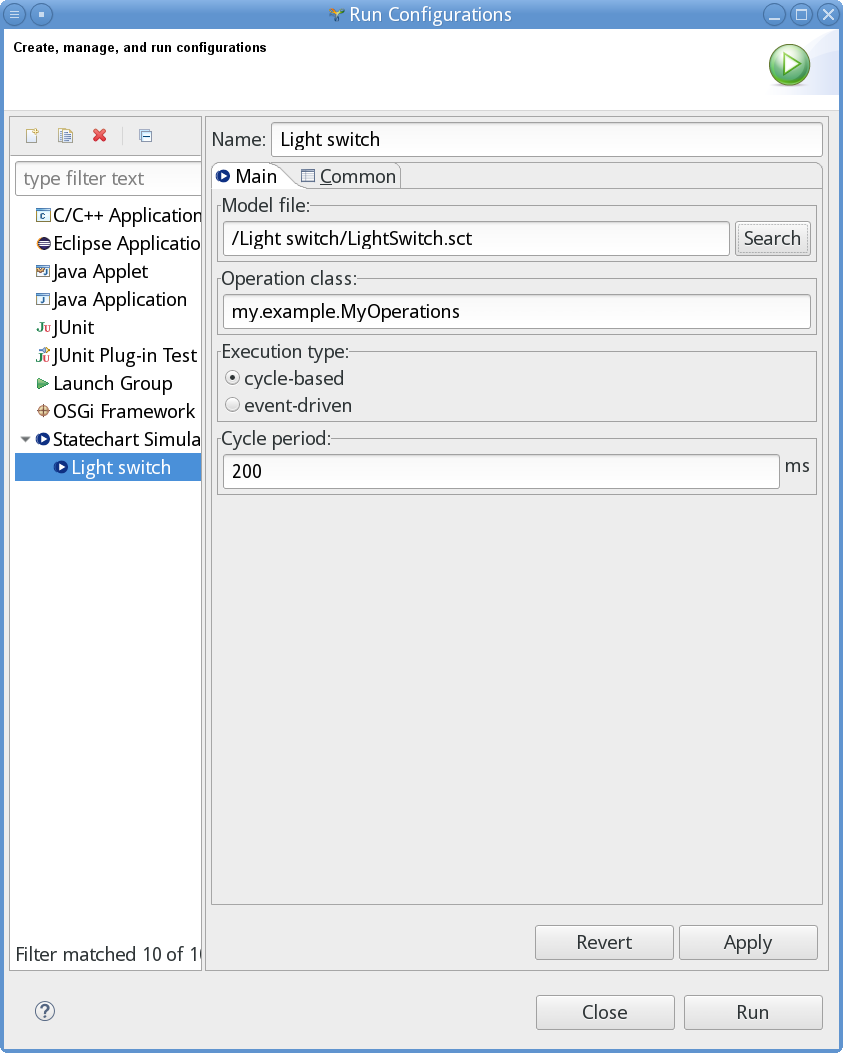 Run Configurations
Create, manage, and run configurations
type filter text
C/C++ Application
Eclipse Applicatio
Java Applet
Java Application
JUnit
JUnit Plug-in Test
Launch Group
OSGi Framework
Statechart Simula
Light switch
Filter matched 10 of 10
Name: Light switch
Main Common
Model file:
/Light switch/LightSwitch.sct Search
Operation class:
my.example.MyOperations
Execution type:
cycle-based
event-driven
Cycle period:
200 ms
Revert Apply
Close Run